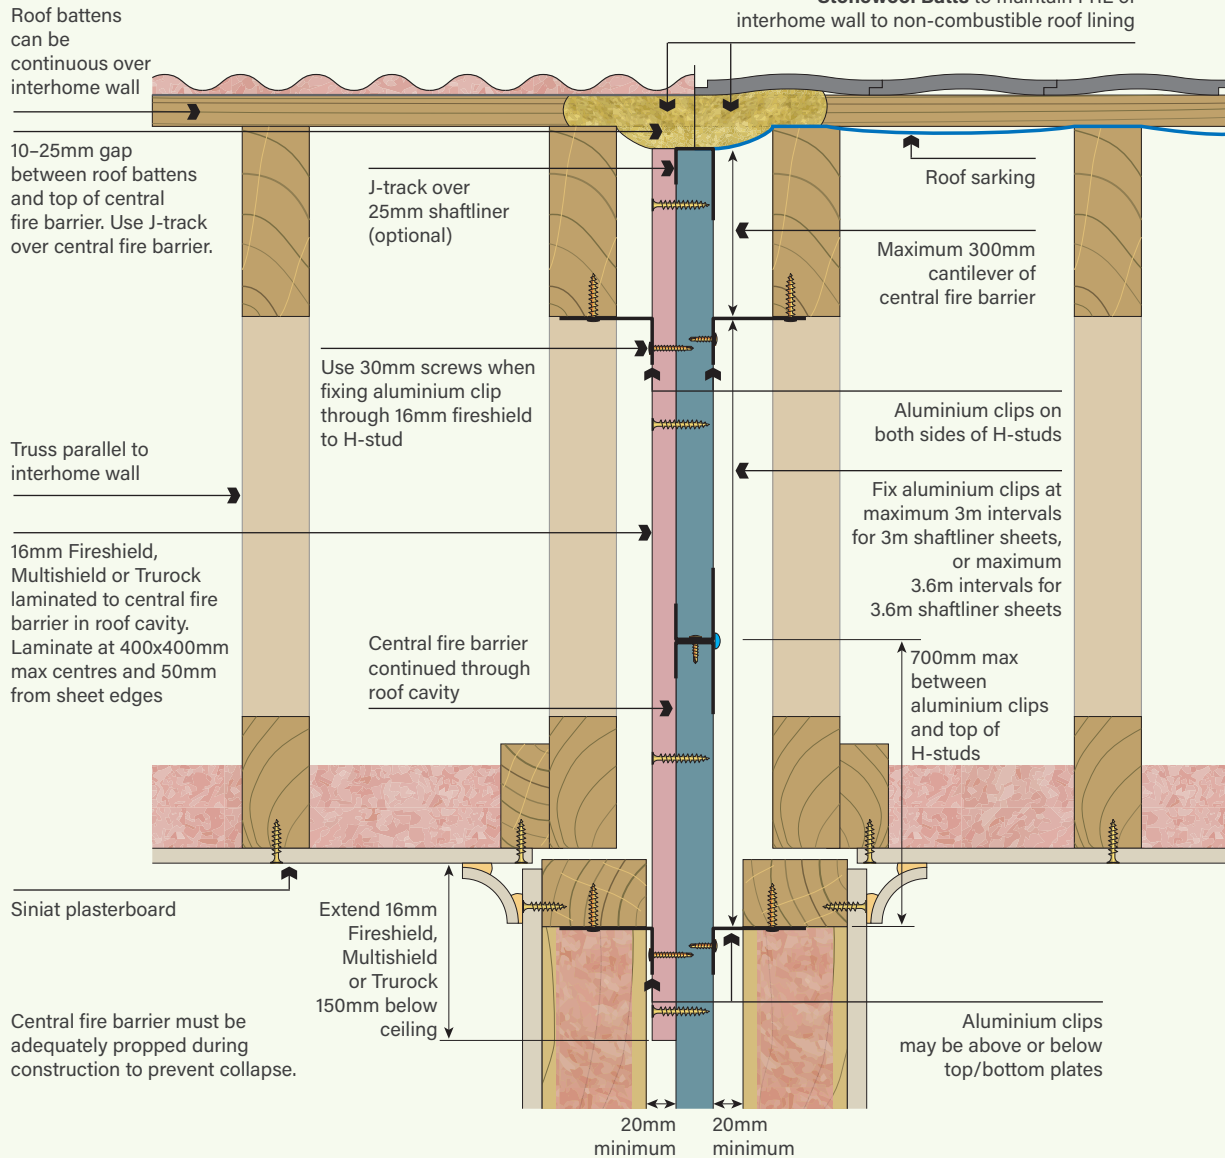 Roof battens
can be
continuous over
interhome wall
interhome wall to non-combustible roof lining
10–25mm gap
between roof battens
and top of central
fire barrier. Use J-track
over central fire barrier.
J-track over
25mm shaftliner
(optional)
Roof sarking
Maximum 300mm
cantilever of
central fire barrier
Use 30mm screws when
fixing aluminium clip
through 16mm fireshield
to H-stud
Aluminium clips on
both sides of H-studs
Truss parallel to
interhome wall
Fix aluminium clips at
maximum 3m intervals
for 3m shaftliner sheets,
or maximum
3.6m intervals for
3.6m shaftliner sheets
16mm Fireshield,
Multishield or Trurock
laminated to central fire
barrier in roof cavity.
Laminate at 400x400mm
max centres and 50mm
from sheet edges
Central fire barrier
continued through
roof cavity
700mm max
between
aluminium clips
and top of
H-studs
Siniat plasterboard
Extend 16mm
Fireshield,
Multishield
or Trurock
150mm below
ceiling
Central fire barrier must be
adequately propped during
construction to prevent collapse.
Aluminium clips
may be above or below
top/bottom plates
20mm
minimum
20mm
minimum